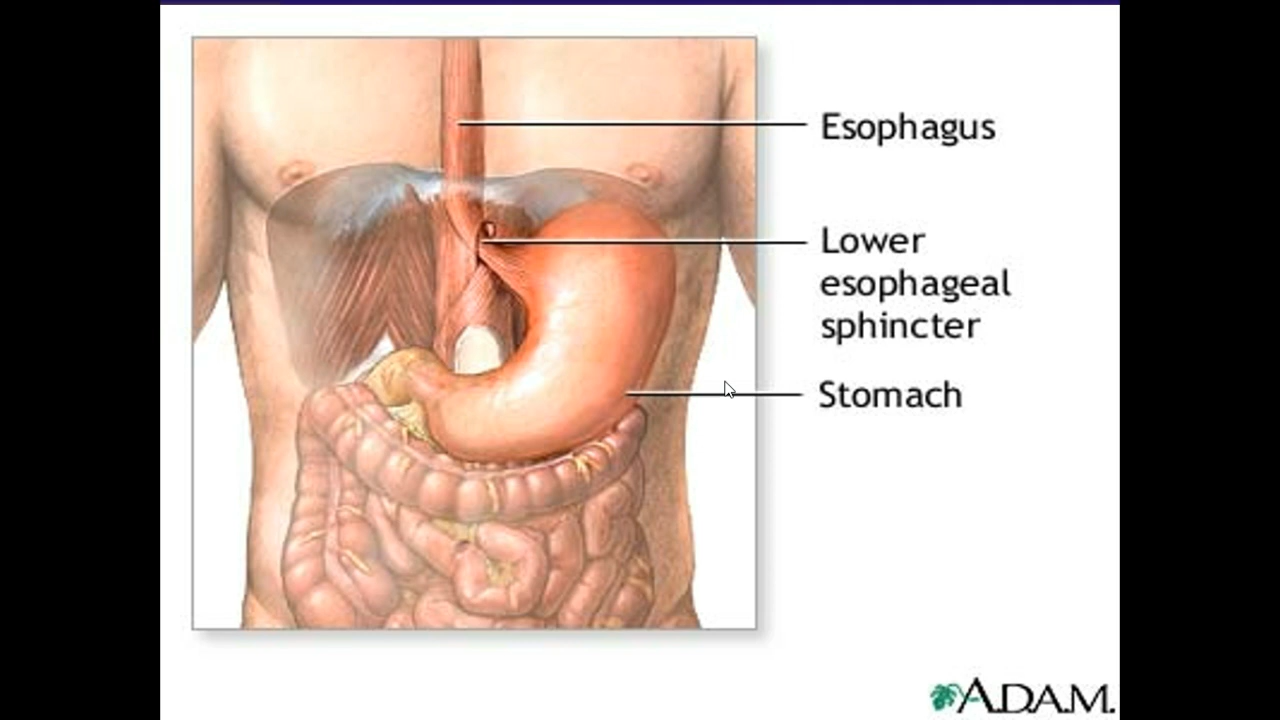 Esophagus
Lower
esophageal
sphincter
Stomach
A.D.A.M.